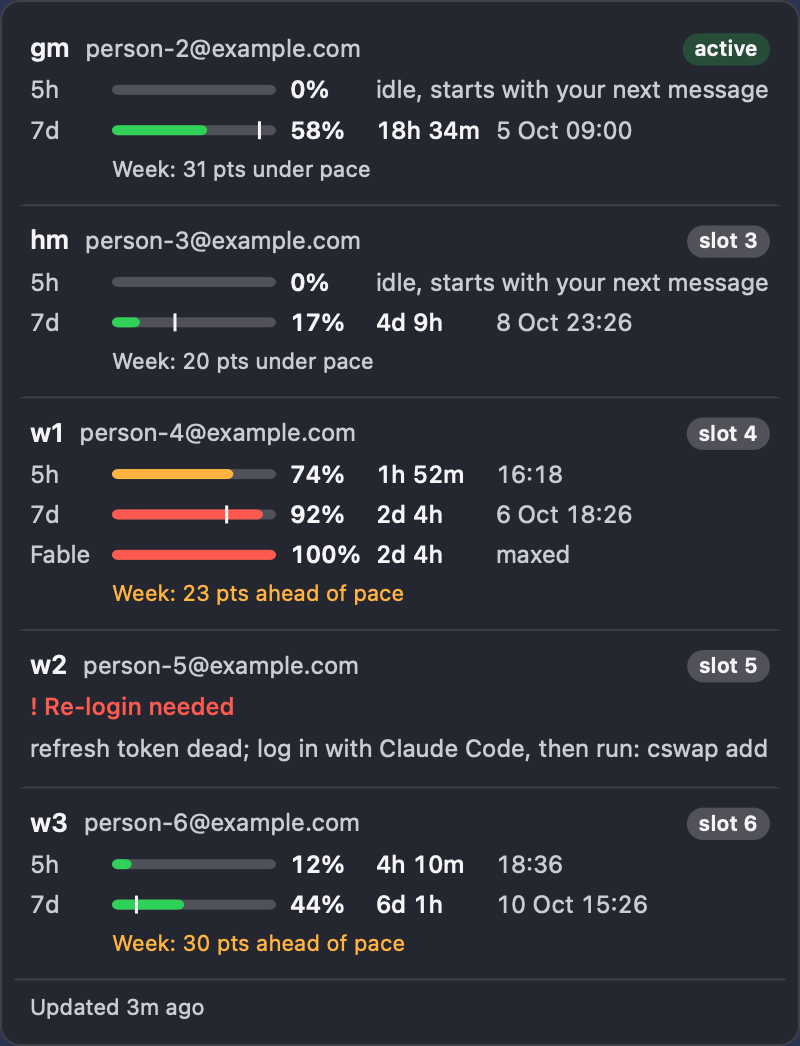 gm person-2@example.com active
5h 0% idle, starts with your next message
7d 58% 18h 34m 5 Oct 09:00
Week: 31 pts under pace
hm person-3@example.com slot 3
5h 0% idle, starts with your next message
7d 17% 4d 9h 8 Oct 23:26
Week: 20 pts under pace
w1 person-4@example.com slot 4
5h 74% 1h 52m 16:18
7d 92% 2d 4h 6 Oct 18:26
Fable 100% 2d 4h maxed
Week: 23 pts ahead of pace
w2 person-5@example.com slot 5
! Re-login needed
refresh token dead; log in with Claude Code, then run: cswap add
w3 person-6@example.com slot 6
5h 12% 4h 10m 18:36
7d 44% 6d 1h 10 Oct 15:26
Week: 30 pts ahead of pace
Updated 3m ago